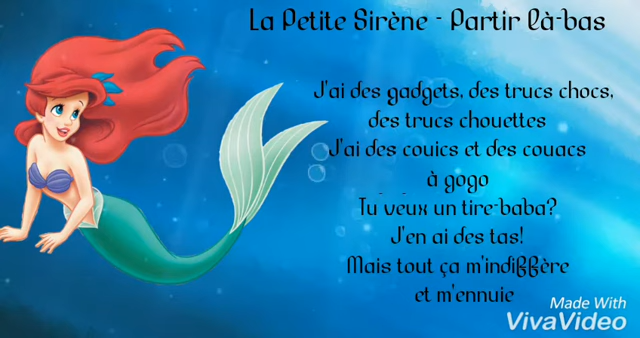 La Petite Sirène - Partir là-bas
J'ai des gadgets, des trucs chocs,
des trucs chouettes
J'ai des couics et des couacs
à gogo
Tu veux un tire-baba?
J'en ai des tas!
Mais tout ça m'indiffère
et m'ennuie
Made With
VivaVideo